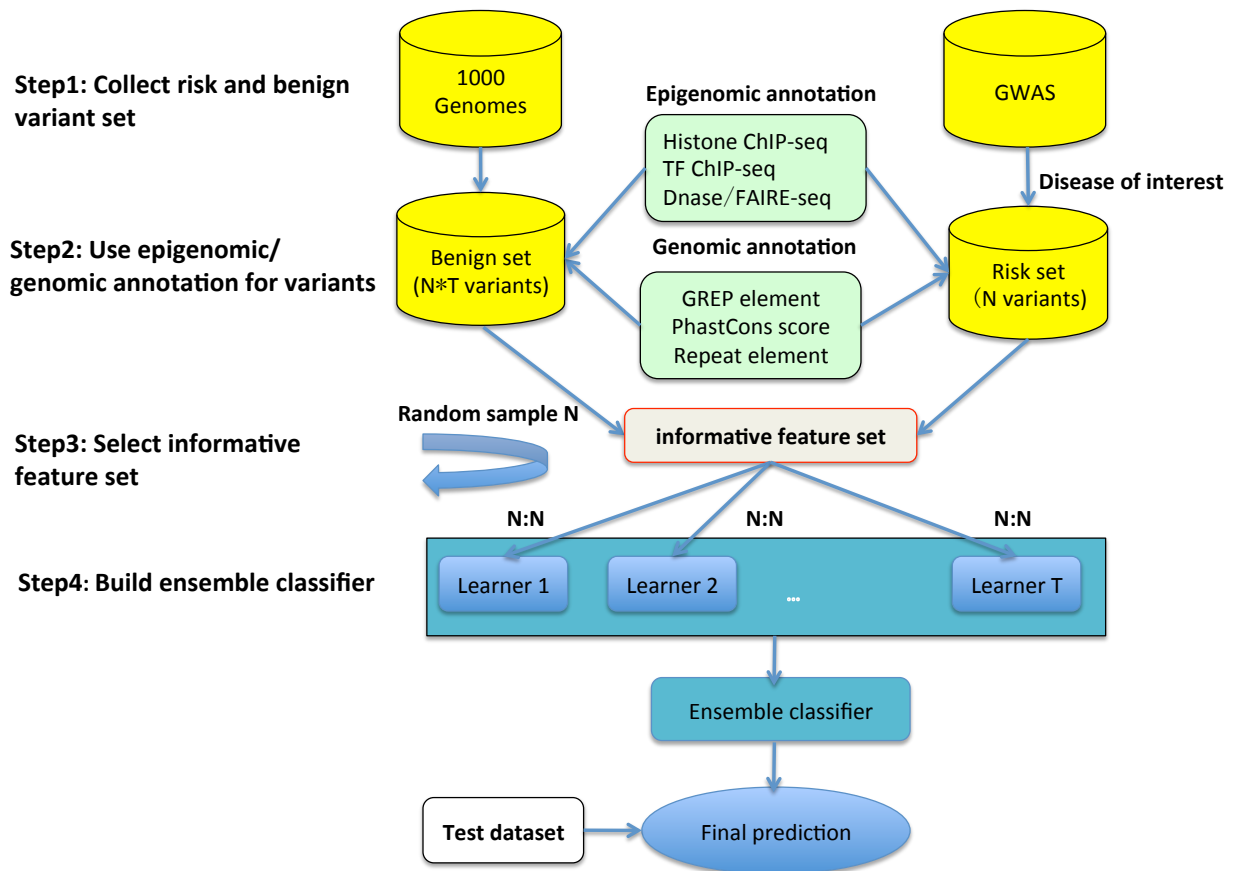 Step1: Collect risk and benign
variant set
1000
Genomes
GWAS
Epigenomic annotation
Histone ChIP-seq
TF ChIP-seq
Dnase/FAIRE-seq
Disease of interest
Step2: Use epigenomic/
genomic annotation for variants
Benign set
(N*T variants)
Genomic annotation
GREP element
PhastCons score
Repeat element
Risk set
（N variants)
Step3: Select informative
feature set
Random sample N
informative feature set
N:N
N:N
N:N
Step4: Build ensemble classifier
Learner 1
Learner 2
...
Learner T
Ensemble classifier
Test dataset
Final prediction